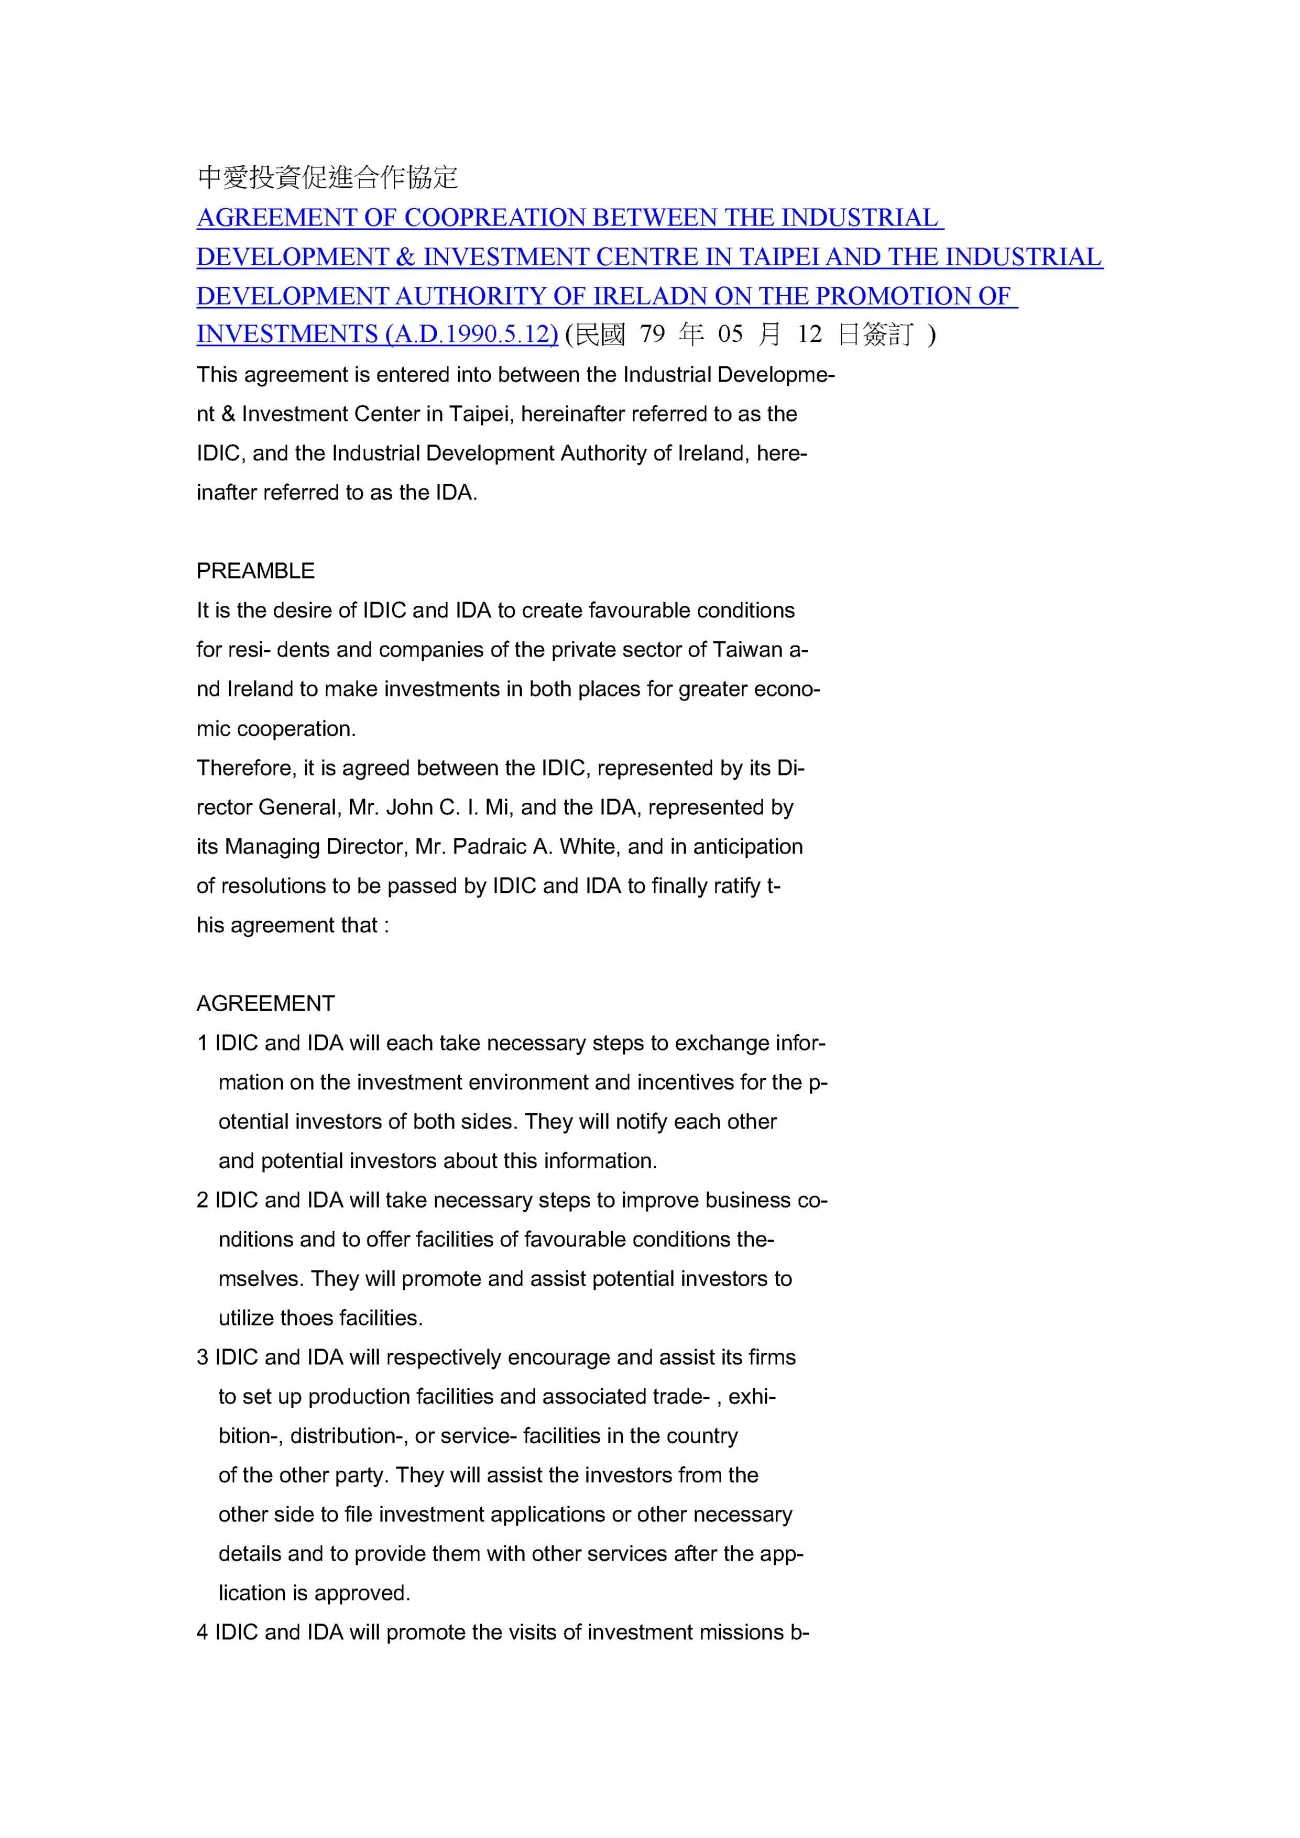 中愛投資促進合作協定
AGREEMENT OF COOPREATION BETWEEN THE INDUSTRIAL
DEVELOPMENT & INVESTMENT CENTRE IN TAIPEI AND THE INDUSTRIAL
DEVELOPMENT AUTHORITY OF IRELADN ON THE PROMOTION OF
INVESTMENTS (A.D.1990.5.12) (民國 79 年 05 月 12 日簽訂 )
This agreement is entered into between the Industrial Developme-
nt & Investment Center in Taipei, hereinafter referred to as the
IDIC, and the Industrial Development Authority of Ireland, here-
inafter referred to as the IDA.
PREAMBLE
It is the desire of IDIC and IDA to create favourable conditions
for resi- dents and companies of the private sector of Taiwan a-
nd Ireland to make investments in both places for greater econo-
mic cooperation.
Therefore, it is agreed between the IDIC, represented by its Di-
rector General, Mr. John C. I. Mi, and the IDA, represented by
its Managing Director, Mr. Padraic A. White, and in anticipation
of resolutions to be passed by IDIC and IDA to finally ratify t-
his agreement that :
AGREEMENT
1 IDIC and IDA will each take necessary steps to exchange infor-
mation on the investment environment and incentives for the p-
otential investors of both sides. They will notify each other
and potential investors about this information.
2 IDIC and IDA will take necessary steps to improve business co-
nditions and to offer facilities of favourable conditions the-
mselves. They will promote and assist potential investors to
utilize thoes facilities.
3 IDIC and IDA will respectively encourage and assist its firms
to set up production facilities and associated trade- , exhi-
bition-, distribution-, or service- facilities in the country
of the other party. They will assist the investors from the
other side to file investment applications or other necessary
details and to provide them with other services after the app-
lication is approved.
4 IDIC and IDA will promote the visits of investment missions b-